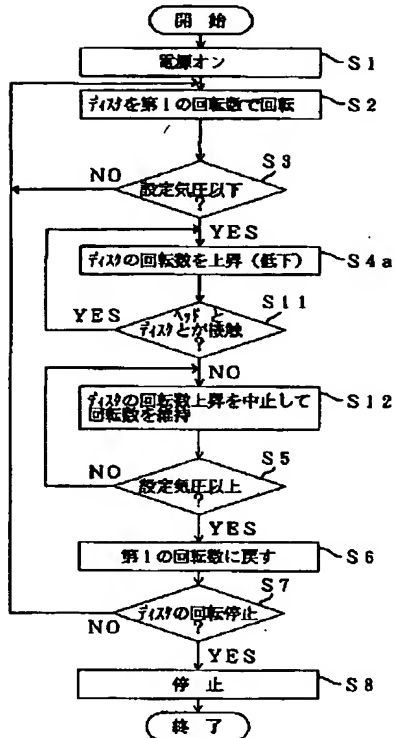 開 始
電源オン
S1
ディスクを第1の回転数で回転
S2
S3
NO
設定気圧以下
?
YES
ディスクの回転数を上昇(低下)
S4a
S11
YES
ヘッドと
ディスクとが接触
?
NO
ディスクの回転数上昇を中止して
回転数を維持
S12
S5
NO
設定気圧以上
?
YES
第1の回転数に戻す
S6
S7
ディスクの回転停止
?
NO
YES
停 止
S8
終 了